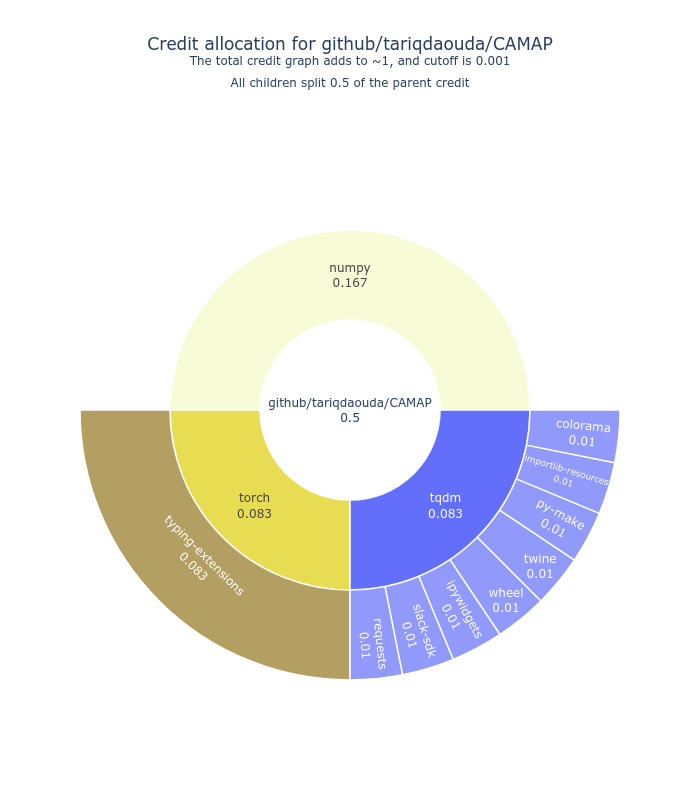 Credit allocation for github/tariqdaouda/CAMAP
The total credit graph adds to ~1, and cutoff is 0.001
All children split 0.5 of the parent credit
numpy
0.167
github/tariqdaouda/CAMAP
0.5
torch
0.083
tqdm
0.083
typing-extensions
0.083
colorama
0.01
importlib-resources
0.01
py-make
0.01
twine
0.01
wheel
0.01
ipywidgets
0.01
slack-sdk
0.01
requests
0.01